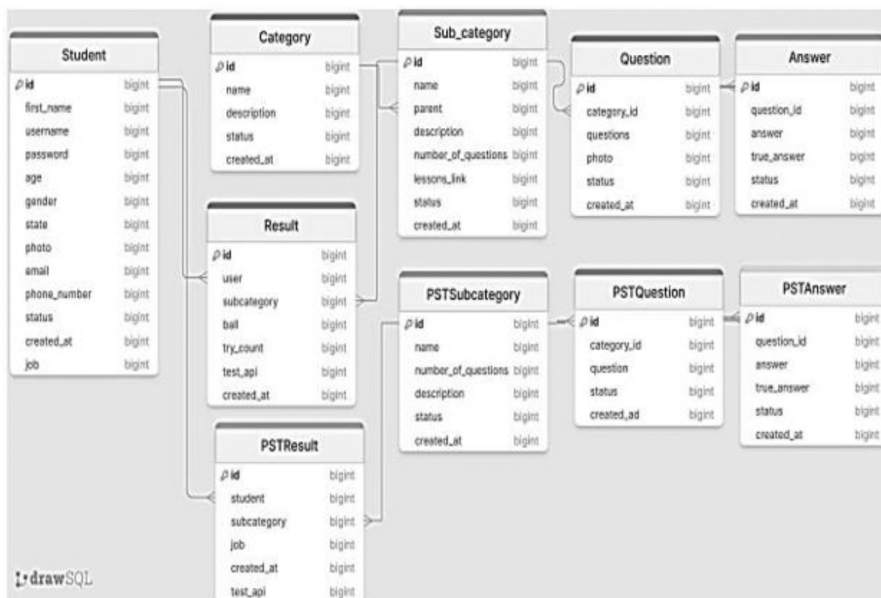 Student
id bigint
first_name bigint
username bigint
password bigint
age bigint
gender bigint
state bigint
photo bigint
email bigint
phone_number bigint
status bigint
created_at bigint
job bigint
Category
id bigint
name bigint
description bigint
status bigint
created_at bigint
Sub_category
id bigint
name bigint
parent bigint
description bigint
number_of_questions bigint
lessons_link bigint
status bigint
created_at bigint
Question
id bigint
category_id bigint
questions bigint
photo bigint
status bigint
created_at bigint
Answer
id bigint
question_id bigint
answer bigint
true_answer bigint
status bigint
created_at bigint
Result
id bigint
user bigint
subcategory bigint
ball bigint
try_count bigint
test_api bigint
created_at bigint
PSTSubcategory
id bigint
name bigint
number_of_questions bigint
description bigint
status bigint
created_at bigint
PSTQuestion
id bigint
category_id bigint
question bigint
status bigint
created_ad bigint
PSTAnswer
id bigint
question_id bigint
answer bigint
true_answer bigint
status bigint
created_at bigint
PSTResult
id bigint
student bigint
subcategory bigint
job bigint
created_at bigint
test_api bigint
drawSQL